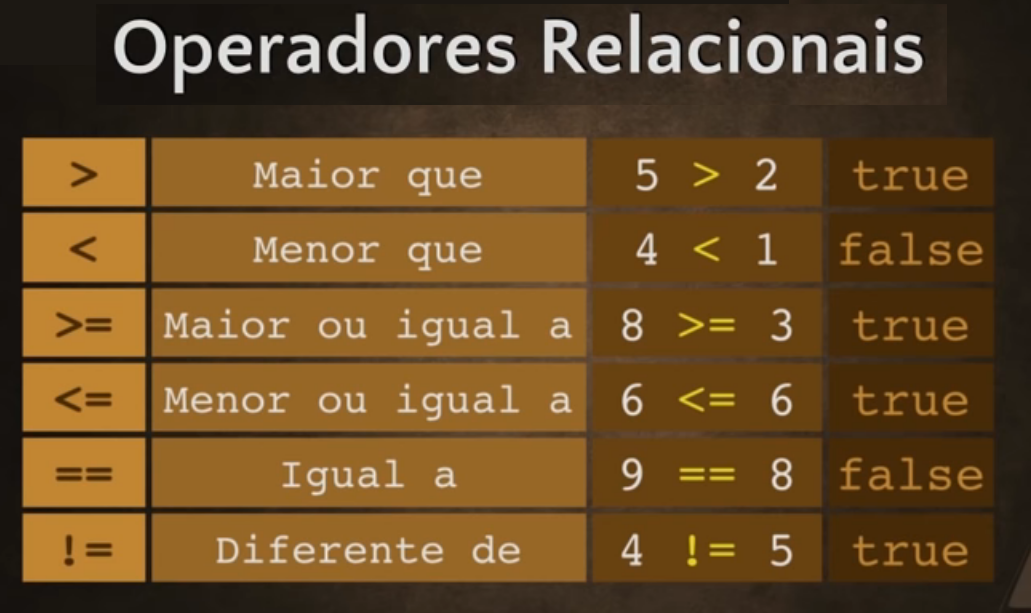 Operadores Relacionais
> Maior que 5 > 2 true
< Menor que 4 < 1 false
>= Maior ou igual a 8 >= 3 true
<= Menor ou igual a 6 <= 6 true
== Igual a 9 == 8 false
!= Diferente de 4 != 5 true